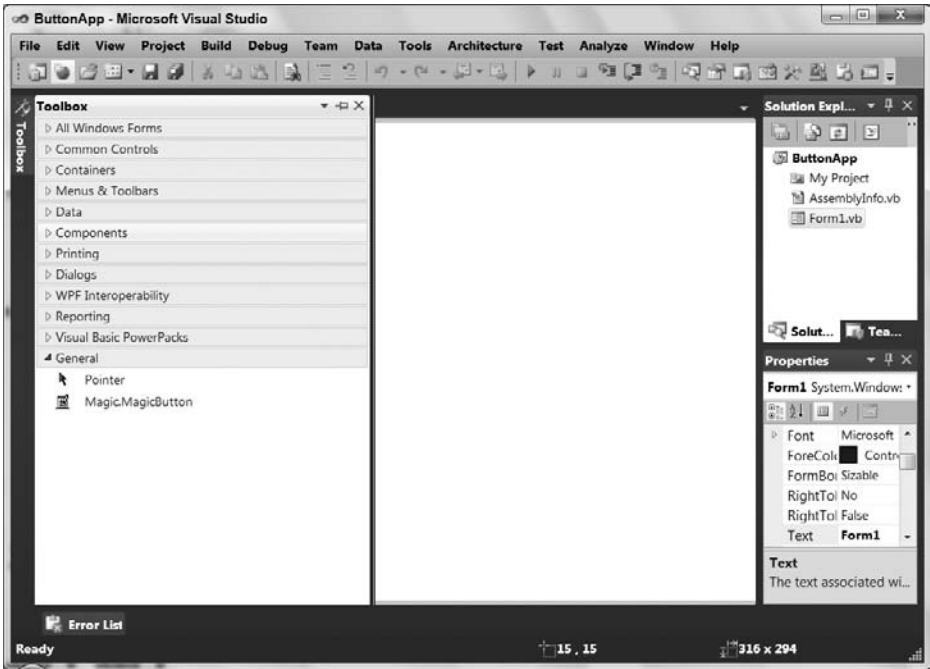 ButtonApp - Microsoft Visual Studio
File Edit View Project Build Debug Team Data Tools Architecture Test Analyze Window Help
Toolbox
Toolbox
All Windows Forms
Common Controls
Containers
Menus & Toolbars
Data
Components
Printing
Dialogs
WPF Interoperability
Reporting
Visual Basic PowerPacks
General
Pointer
Magic.MagicButton
Solution Expl...
ButtonApp
My Project
AssemblyInfo.vb
Form1.vb
Solut... Tea...
Properties
Form1 System.Window:
Font Microsoft
ForeColo Contr
FormBor Sizable
RightTol No
RightTol False
Text Form1
Text
The text associated wi...
Error List
Ready 15 , 15 316 x 294